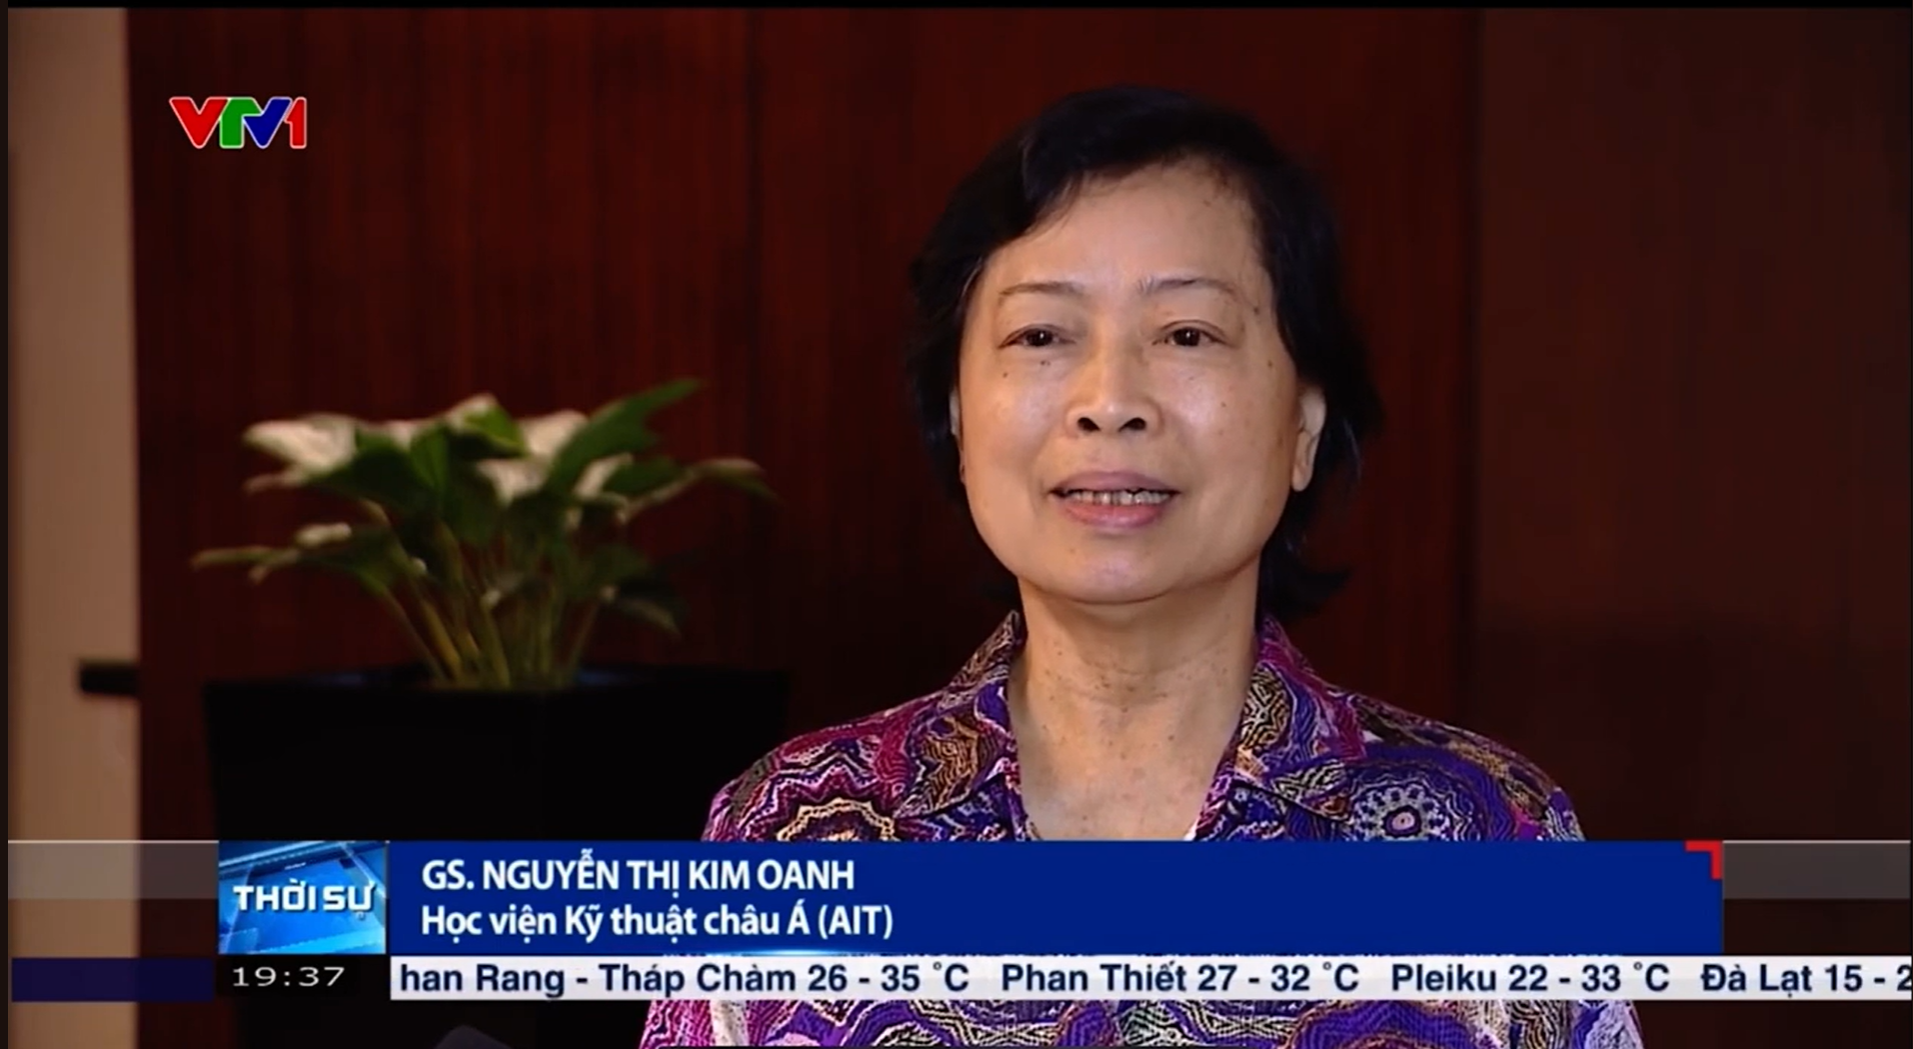 VTV1
GS. NGUYỄN THỊ KIM OANH
THỜI SỰ
Học viện Kỹ thuật châu Á (AIT)
19:37
han Rang - Tháp Chàm 26 - 35 °C Phan Thiết 27 - 32 °C Pleiku 22 - 33 °C Đà Lạt 15 - 2